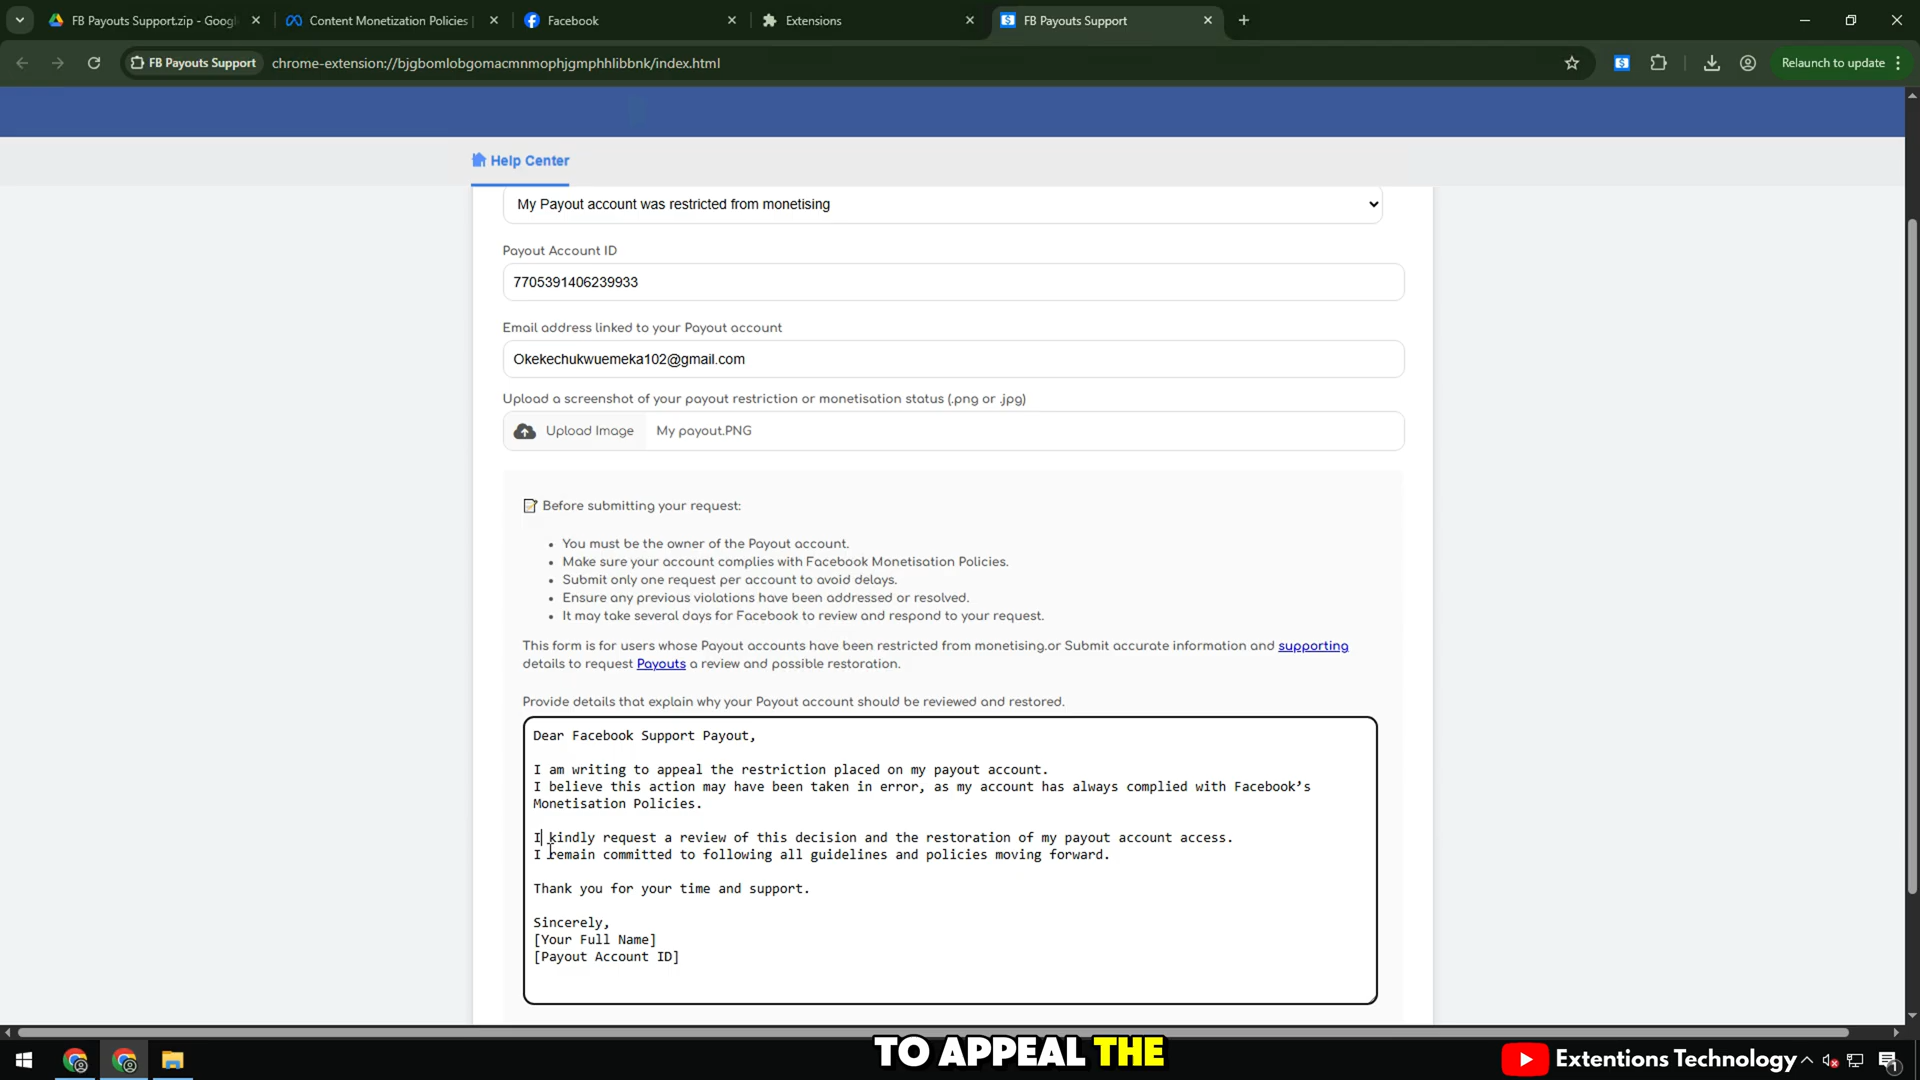 FB Payouts Support.zip - Goog
Content Monetization Policies
Facebook
Extensions
FB Payouts Support
FB Payouts Support
chrome-extension://bjgbomlobgomacmnmophjgmphhlibbnk/index.html
Relaunch to update
Help Center
My Payout account was restricted from monetising
Payout Account ID
7705391406239933
Email address linked to your Payout account
Okekechukwuemeka102@gmail.com
Upload a screenshot of your payout restriction or monetisation status (.png or .jpg)
Upload Image My payout.PNG
Before submitting your request:
• You must be the owner of the Payout account.
• Make sure your account complies with Facebook Monetisation Policies.
• Submit only one request per account to avoid delays.
• Ensure any previous violations have been addressed or resolved.
• It may take several days for Facebook to review and respond to your request.
This form is for users whose Payout accounts have been restricted from monetising.or Submit accurate information and supporting
details to request Payouts a review and possible restoration.
Provide details that explain why your Payout account should be reviewed and restored.
Dear Facebook Support Payout,
I am writing to appeal the restriction placed on my payout account.
I believe this action may have been taken in error, as my account has always complied with Facebook’s
Monetisation Policies.
I kindly request a review of this decision and the restoration of my payout account access.
I remain committed to following all guidelines and policies moving forward.
Thank you for your time and support.
Sincerely,
[Your Full Name]
[Payout Account ID]
TO APPEAL THE
Extentions Technology
1